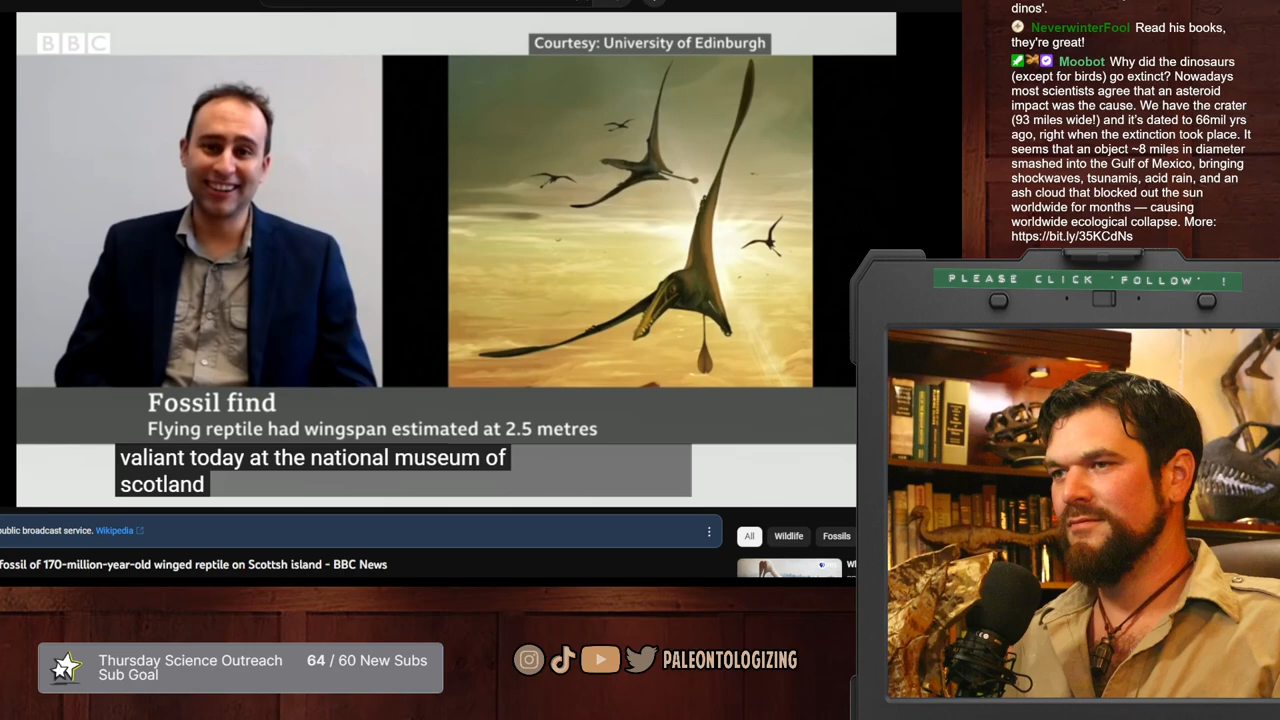 BBC
Courtesy: University of Edinburgh
Fossil find
Flying reptile had wingspan estimated at 2.5 metres
valiant today at the national museum of
scotland
public broadcast service. Wikipedia
All Wildlife Fossils
fossil of 170-million-year-old winged reptile on Scottsh island - BBC News
dinos'.
NeverwinterFool Read his books,
they're great!
Moobot Why did the dinosaurs
(except for birds) go extinct? Nowadays
most scientists agree that an asteroid
impact was the cause. We have the crater
(93 miles wide!) and it's dated to 66mil yrs
ago, right when the extinction took place. It
seems that an object ~8 miles in diameter
smashed into the Gulf of Mexico, bringing
shockwaves, tsunamis, acid rain, and an
ash cloud that blocked out the sun
worldwide for months — causing
worldwide ecological collapse. More:
https://bit.ly/35KCdNs
PLEASE CLICK 'FOLLOW' !
Thursday Science Outreach 64 / 60 New Subs
Sub Goal
PALEONTOLOGIZING